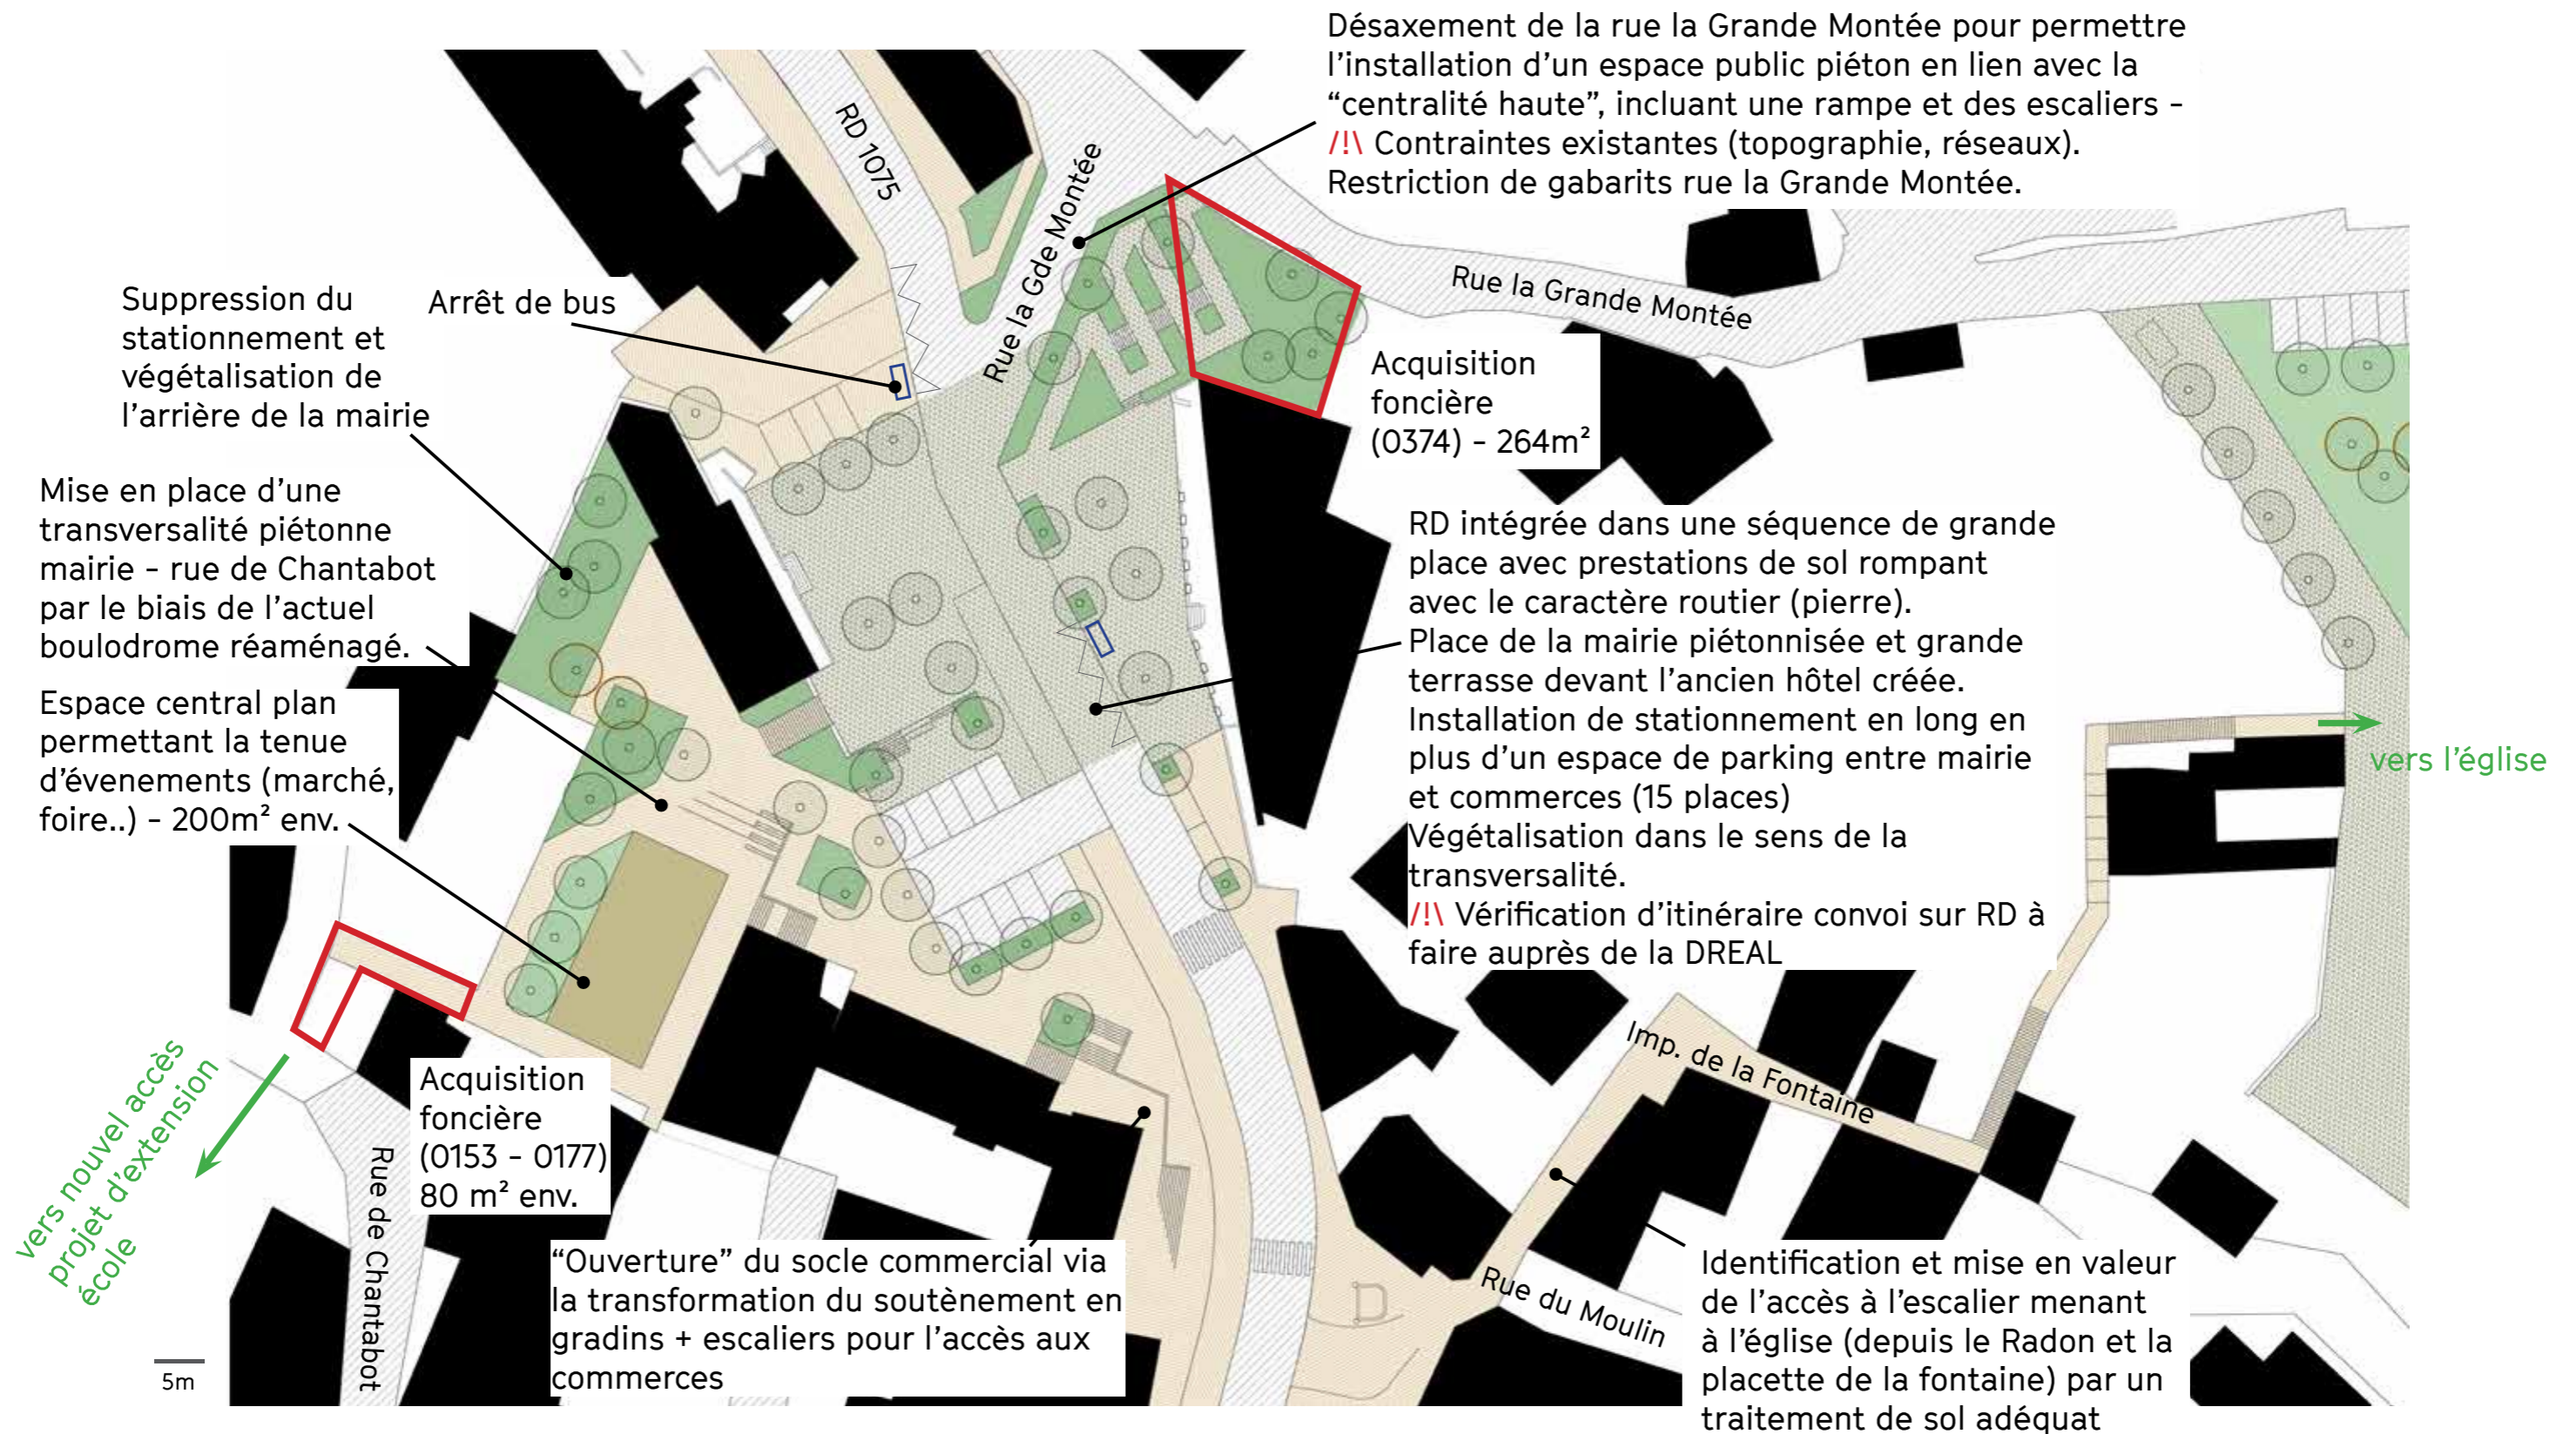 Désaxement de la rue la Grande Montée pour permettre
l’installation d’un espace public piéton en lien avec la
“centralité haute”, incluant une rampe et des escaliers -
/!\ Contraintes existantes (topographie, réseaux).
Restriction de gabarits rue la Grande Montée.
RD 1075
Rue la Gde Montée
Rue la Grande Montée
Suppression du
stationnement et
végétalisation de
l’arrière de la mairie
Arrêt de bus
Acquisition
foncière
(0374) - 264m²
Mise en place d’une
transversalité piétonne
mairie - rue de Chantabot
par le biais de l’actuel
boulodrome réaménagé.
RD intégrée dans une séquence de grande
place avec prestations de sol rompant
avec le caractère routier (pierre).
Place de la mairie piétonnisée et grande
terrasse devant l’ancien hôtel créée.
Installation de stationnement en long en
plus d’un espace de parking entre mairie
et commerces (15 places)
Végétalisation dans le sens de la
transversalité.
/!\ Vérification d’itinéraire convoi sur RD à
faire auprès de la DREAL
Espace central plan
permettant la tenue
d’évenements (marché,
foire..) - 200m² env.
vers l’église
vers nouvel accès
projet d’extension
école
Acquisition
foncière
(0153 - 0177)
80 m² env.
Rue de Chantabot
Imp. de la Fontaine
Rue du Moulin
“Ouverture” du socle commercial via
la transformation du soutènement en
gradins + escaliers pour l’accès aux
commerces
Identification et mise en valeur
de l’accès à l’escalier menant
à l’église (depuis le Radon et la
placette de la fontaine) par un
traitement de sol adéquat
5m